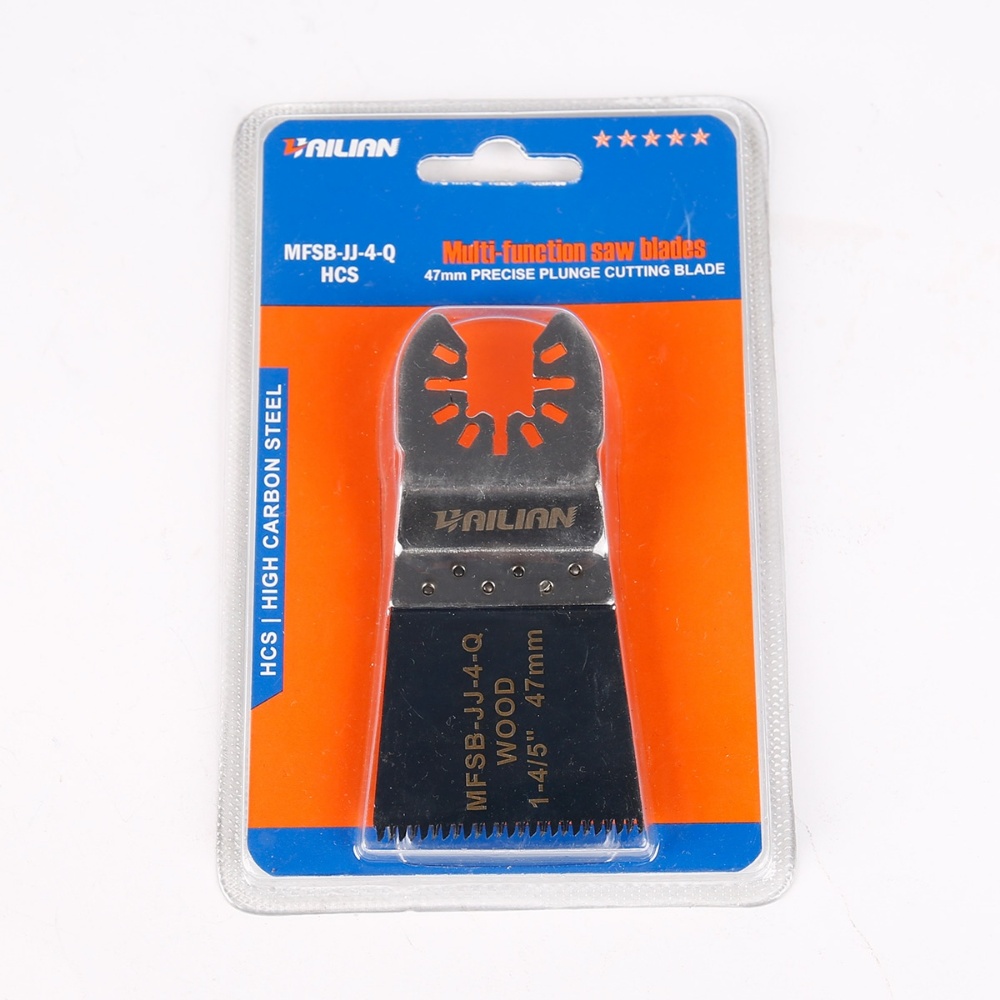 HAILIAN
MFSB-JJ-4-Q
HCS
Multi-function saw blades
47mm PRECISE PLUNGE CUTTING BLADE
HCS | HIGH CARBON STEEL
HAILIAN
MFSB-JJ-4-Q
WOOD
1-4/5" 47mm